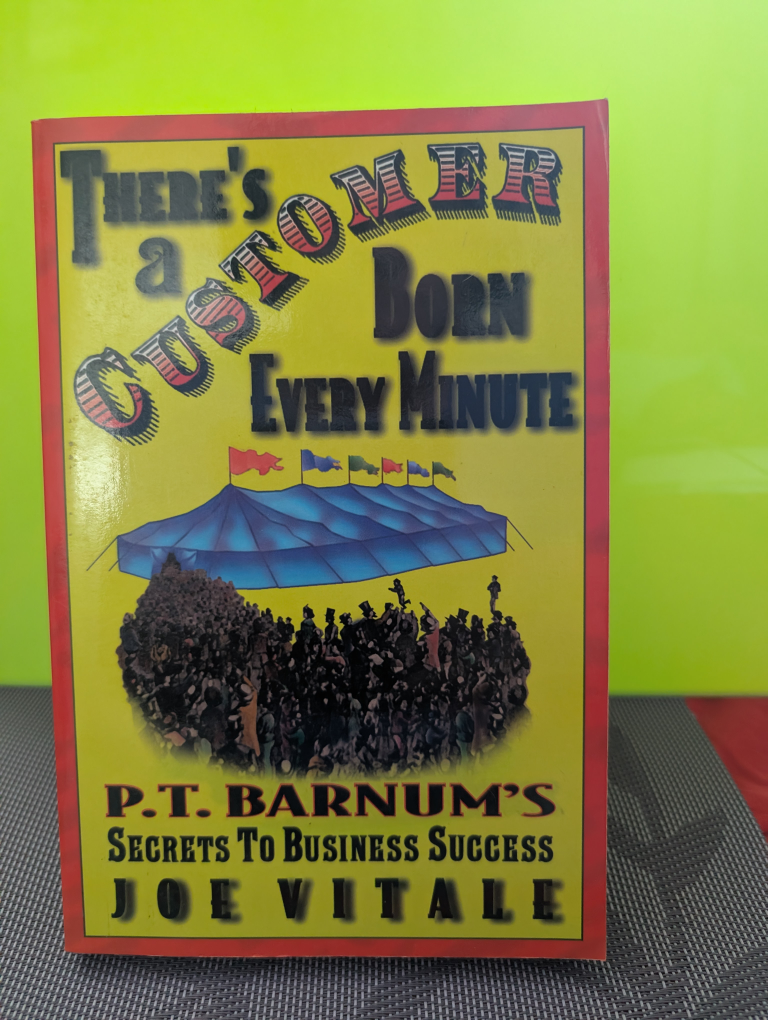 THERE'S
a
CUSTOMER
BORN
EVERY MINUTE
P.T. BARNUM'S
SECRETS TO BUSINESS SUCCESS
JOE VITALE